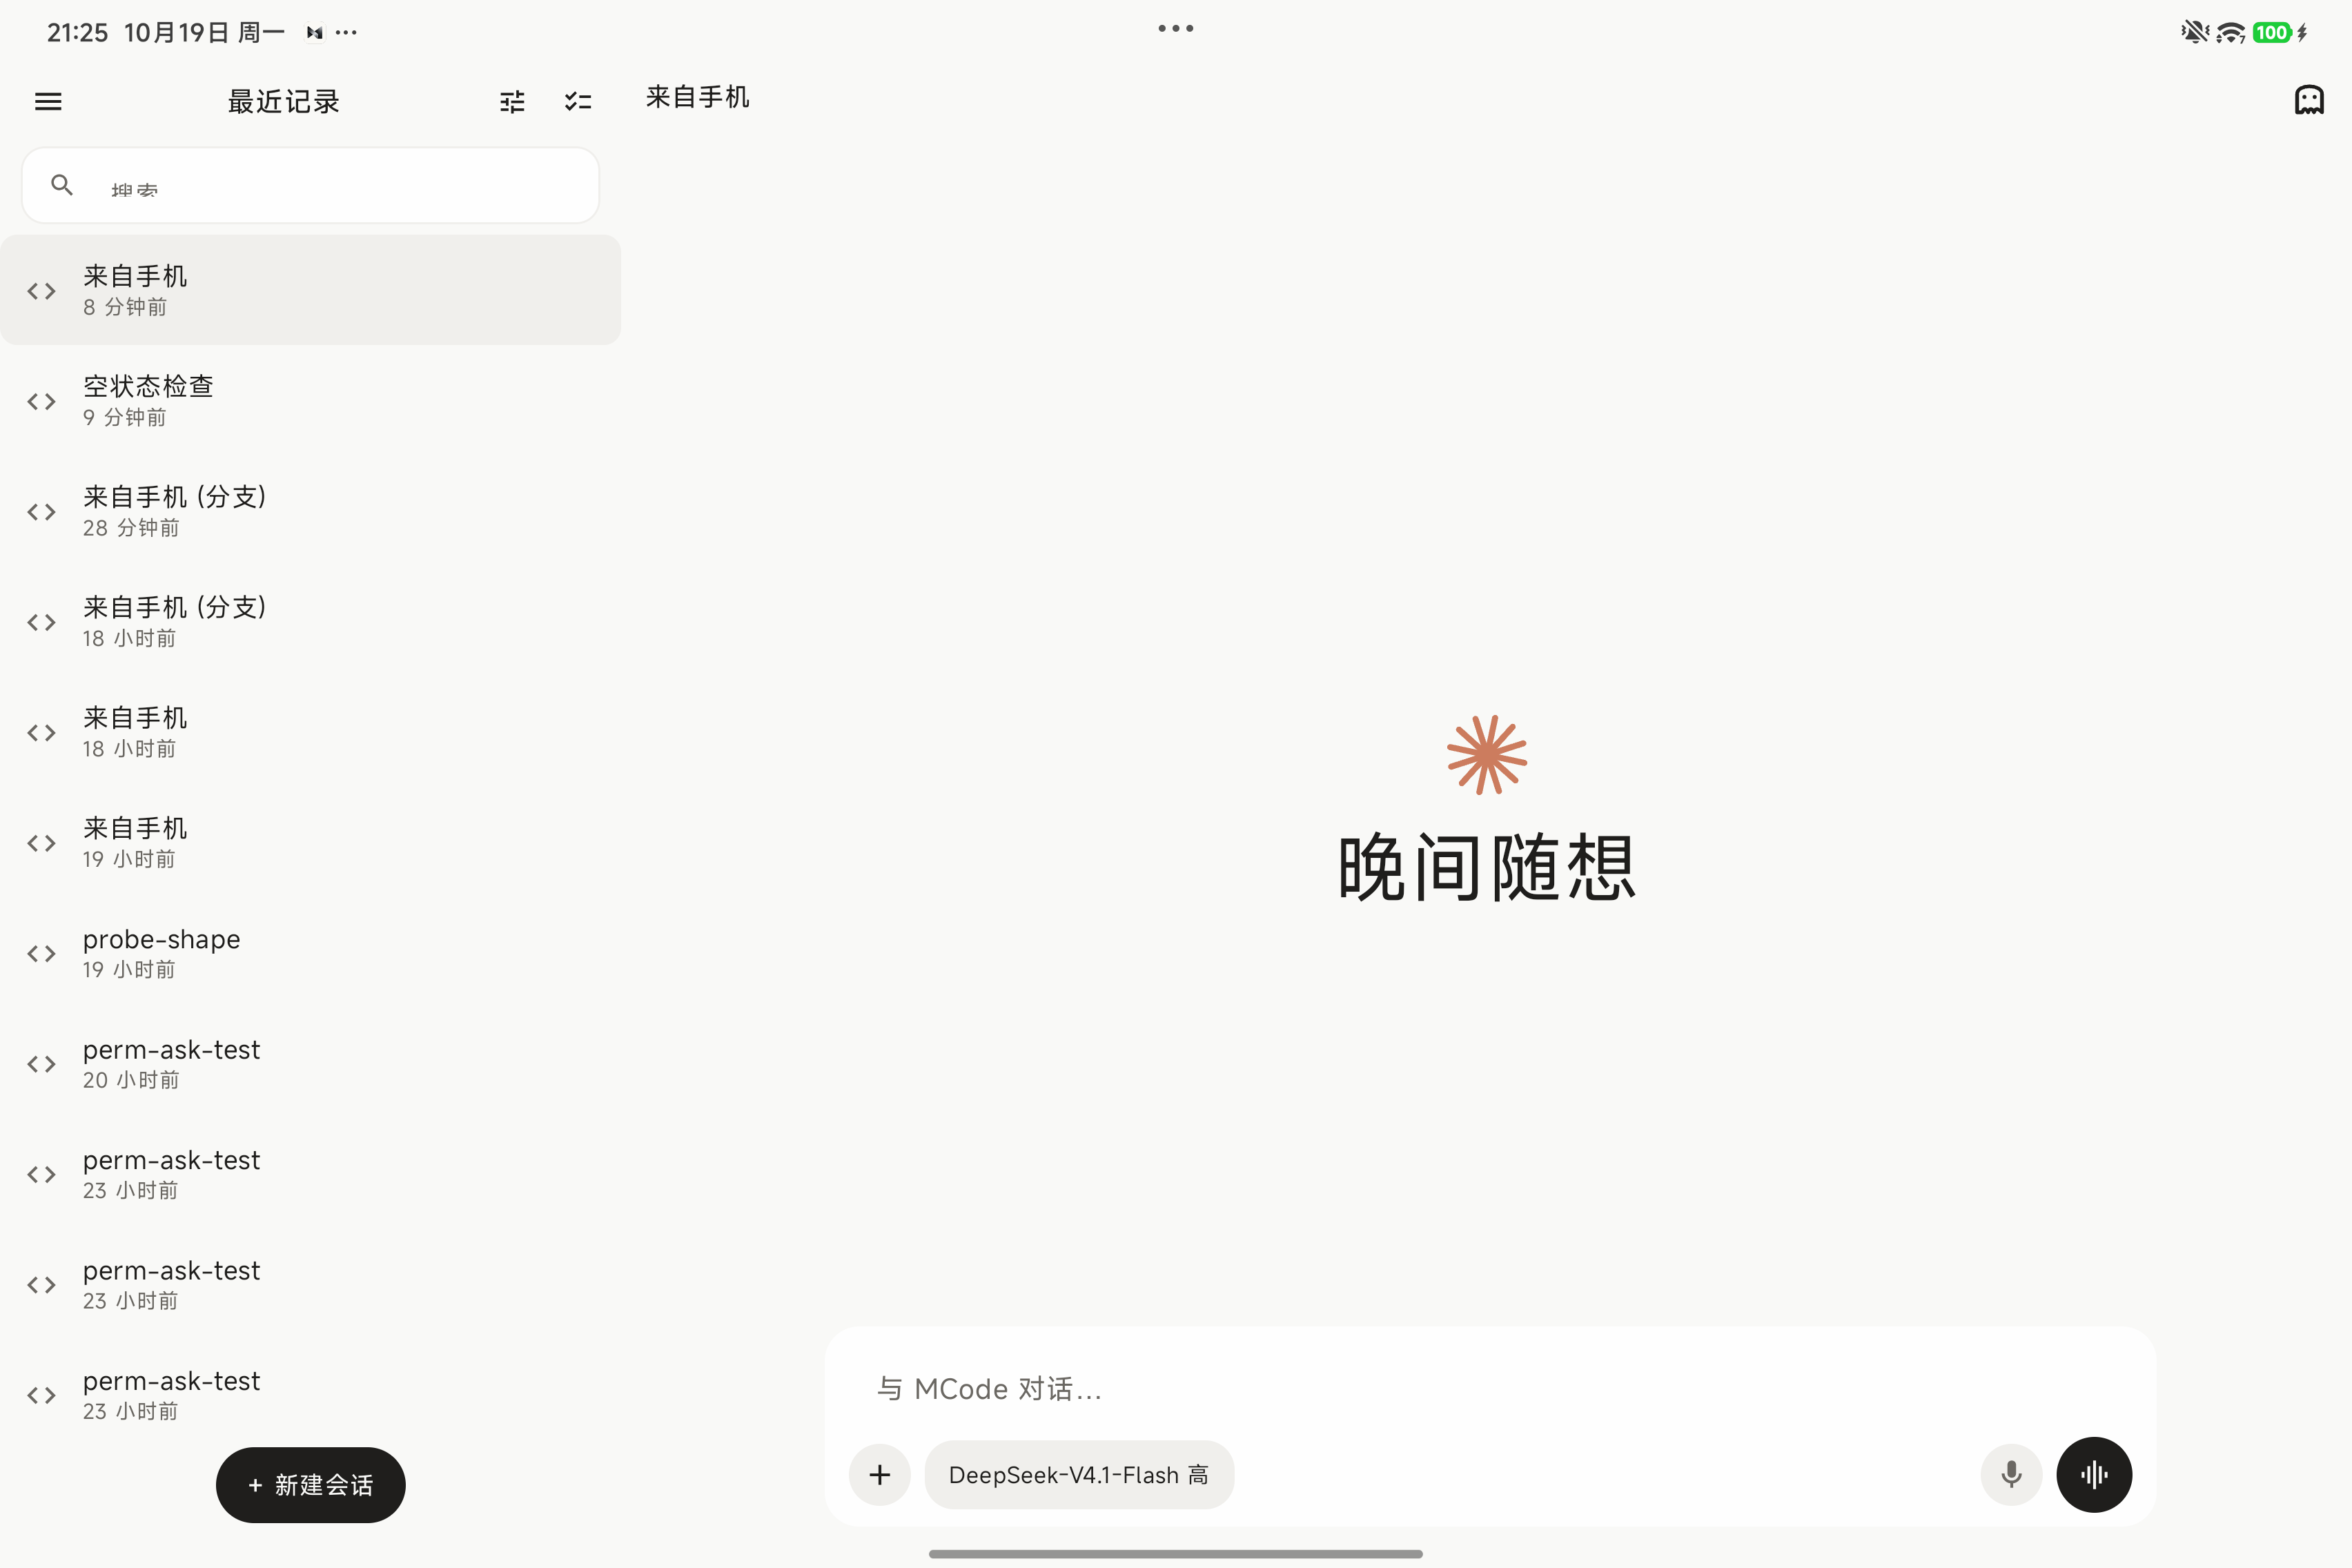 21:25 10月19日 周一
100
最近记录
搜索
来自手机
8 分钟前
空状态检查
9 分钟前
来自手机 (分支)
28 分钟前
来自手机 (分支)
18 小时前
来自手机
18 小时前
来自手机
19 小时前
probe-shape
19 小时前
perm-ask-test
20 小时前
perm-ask-test
23 小时前
perm-ask-test
23 小时前
perm-ask-test
23 小时前
+ 新建会话
来自手机
晚间随想
与 MCode 对话...
DeepSeek-V4.1-Flash 高